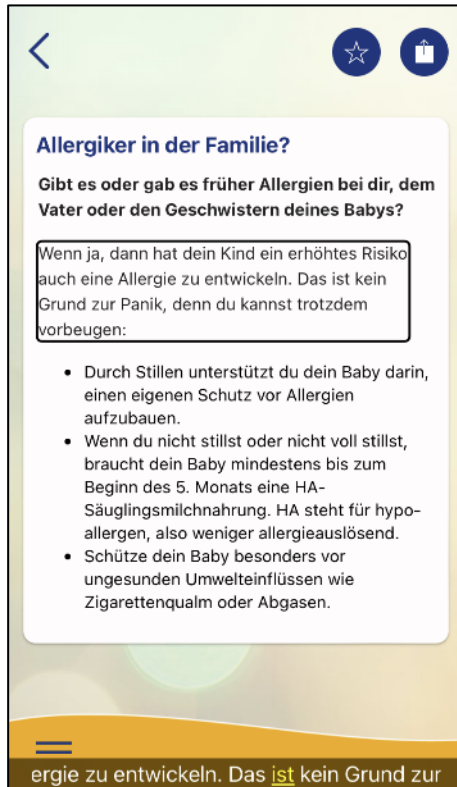 Allergiker in der Familie?
Gibt es oder gab es früher Allergien bei dir, dem
Vater oder den Geschwistern deines Babys?
Wenn ja, dann hat dein Kind ein erhöhtes Risiko
auch eine Allergie zu entwickeln. Das ist kein
Grund zur Panik, denn du kannst trotzdem
vorbeugen:
• Durch Stillen unterstützt du dein Baby darin,
einen eigenen Schutz vor Allergien
aufzubauen.
• Wenn du nicht stillst oder nicht voll stillst,
braucht dein Baby mindestens bis zum
Beginn des 5. Monats eine HA-
Säuglingsmilchnahrung. HA steht für hypo-
allergen, also weniger allergieauslösend.
• Schütze dein Baby besonders vor
ungesunden Umwelteinflüssen wie
Zigarettenqualm oder Abgasen.
ergie zu entwickeln. Das ist kein Grund zur